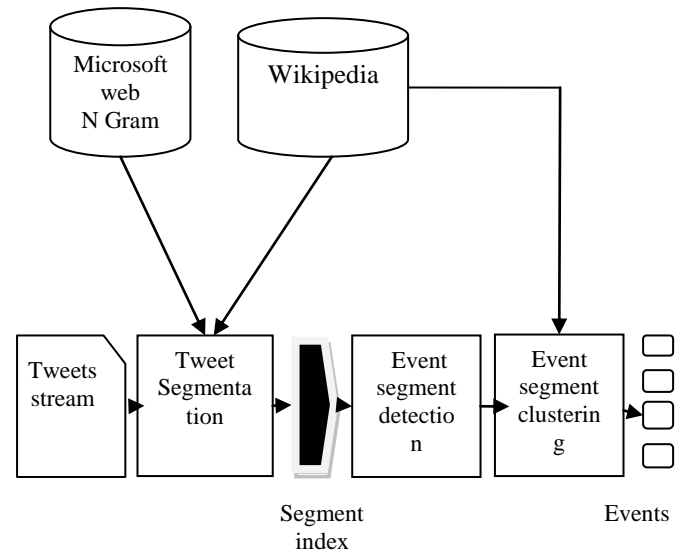 Microsoft
web
N Gram
Wikipedia
Tweets
stream
Tweet
Segmenta
tion
Event
segment
detectio
n
Event
segment
clusterin
g
Segment
index
Events